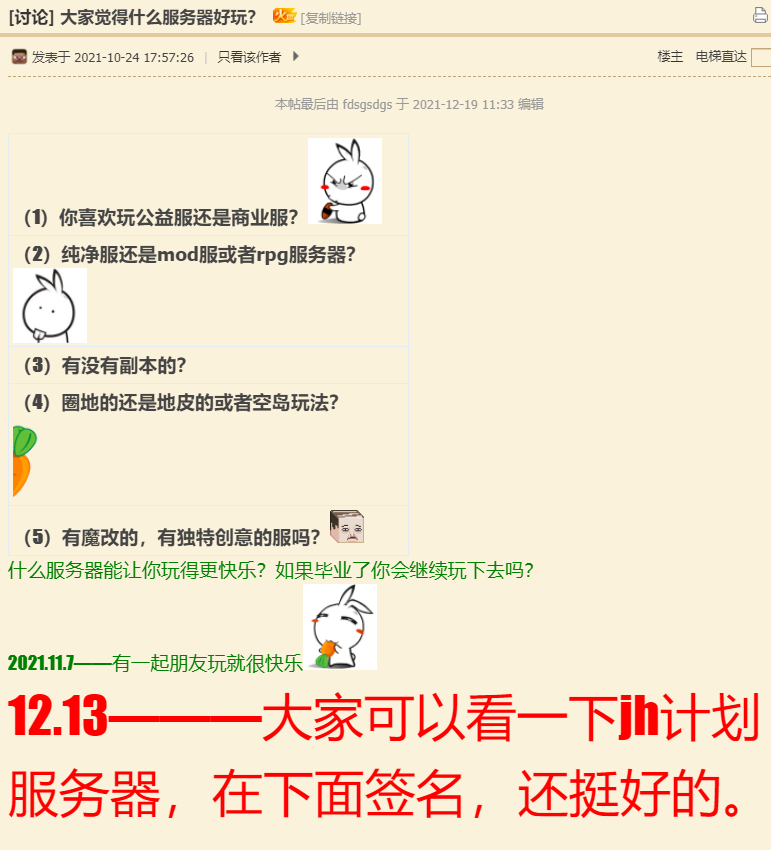 [讨论] 大家觉得什么服务器好玩？ 火 [复制链接]
发表于 2021-10-24 17:57:26 | 只看该作者
楼主 电梯直达
本帖最后由 fdsgsdgs 于 2021-12-19 11:33 编辑
（1）你喜欢玩公益服还是商业服？
（2）纯净服还是mod服或者rpg服务器？
（3）有没有副本的？
（4）圈地的还是地皮的或者空岛玩法？
（5）有魔改的，有独特创意的服吗？
什么服务器能让你玩得更快乐？如果毕业了你会继续玩下去吗？
2021.11.7——有一起朋友玩就很快乐
12.13———大家可以看一下jh计划
服务器，在下面签名，还挺好的。